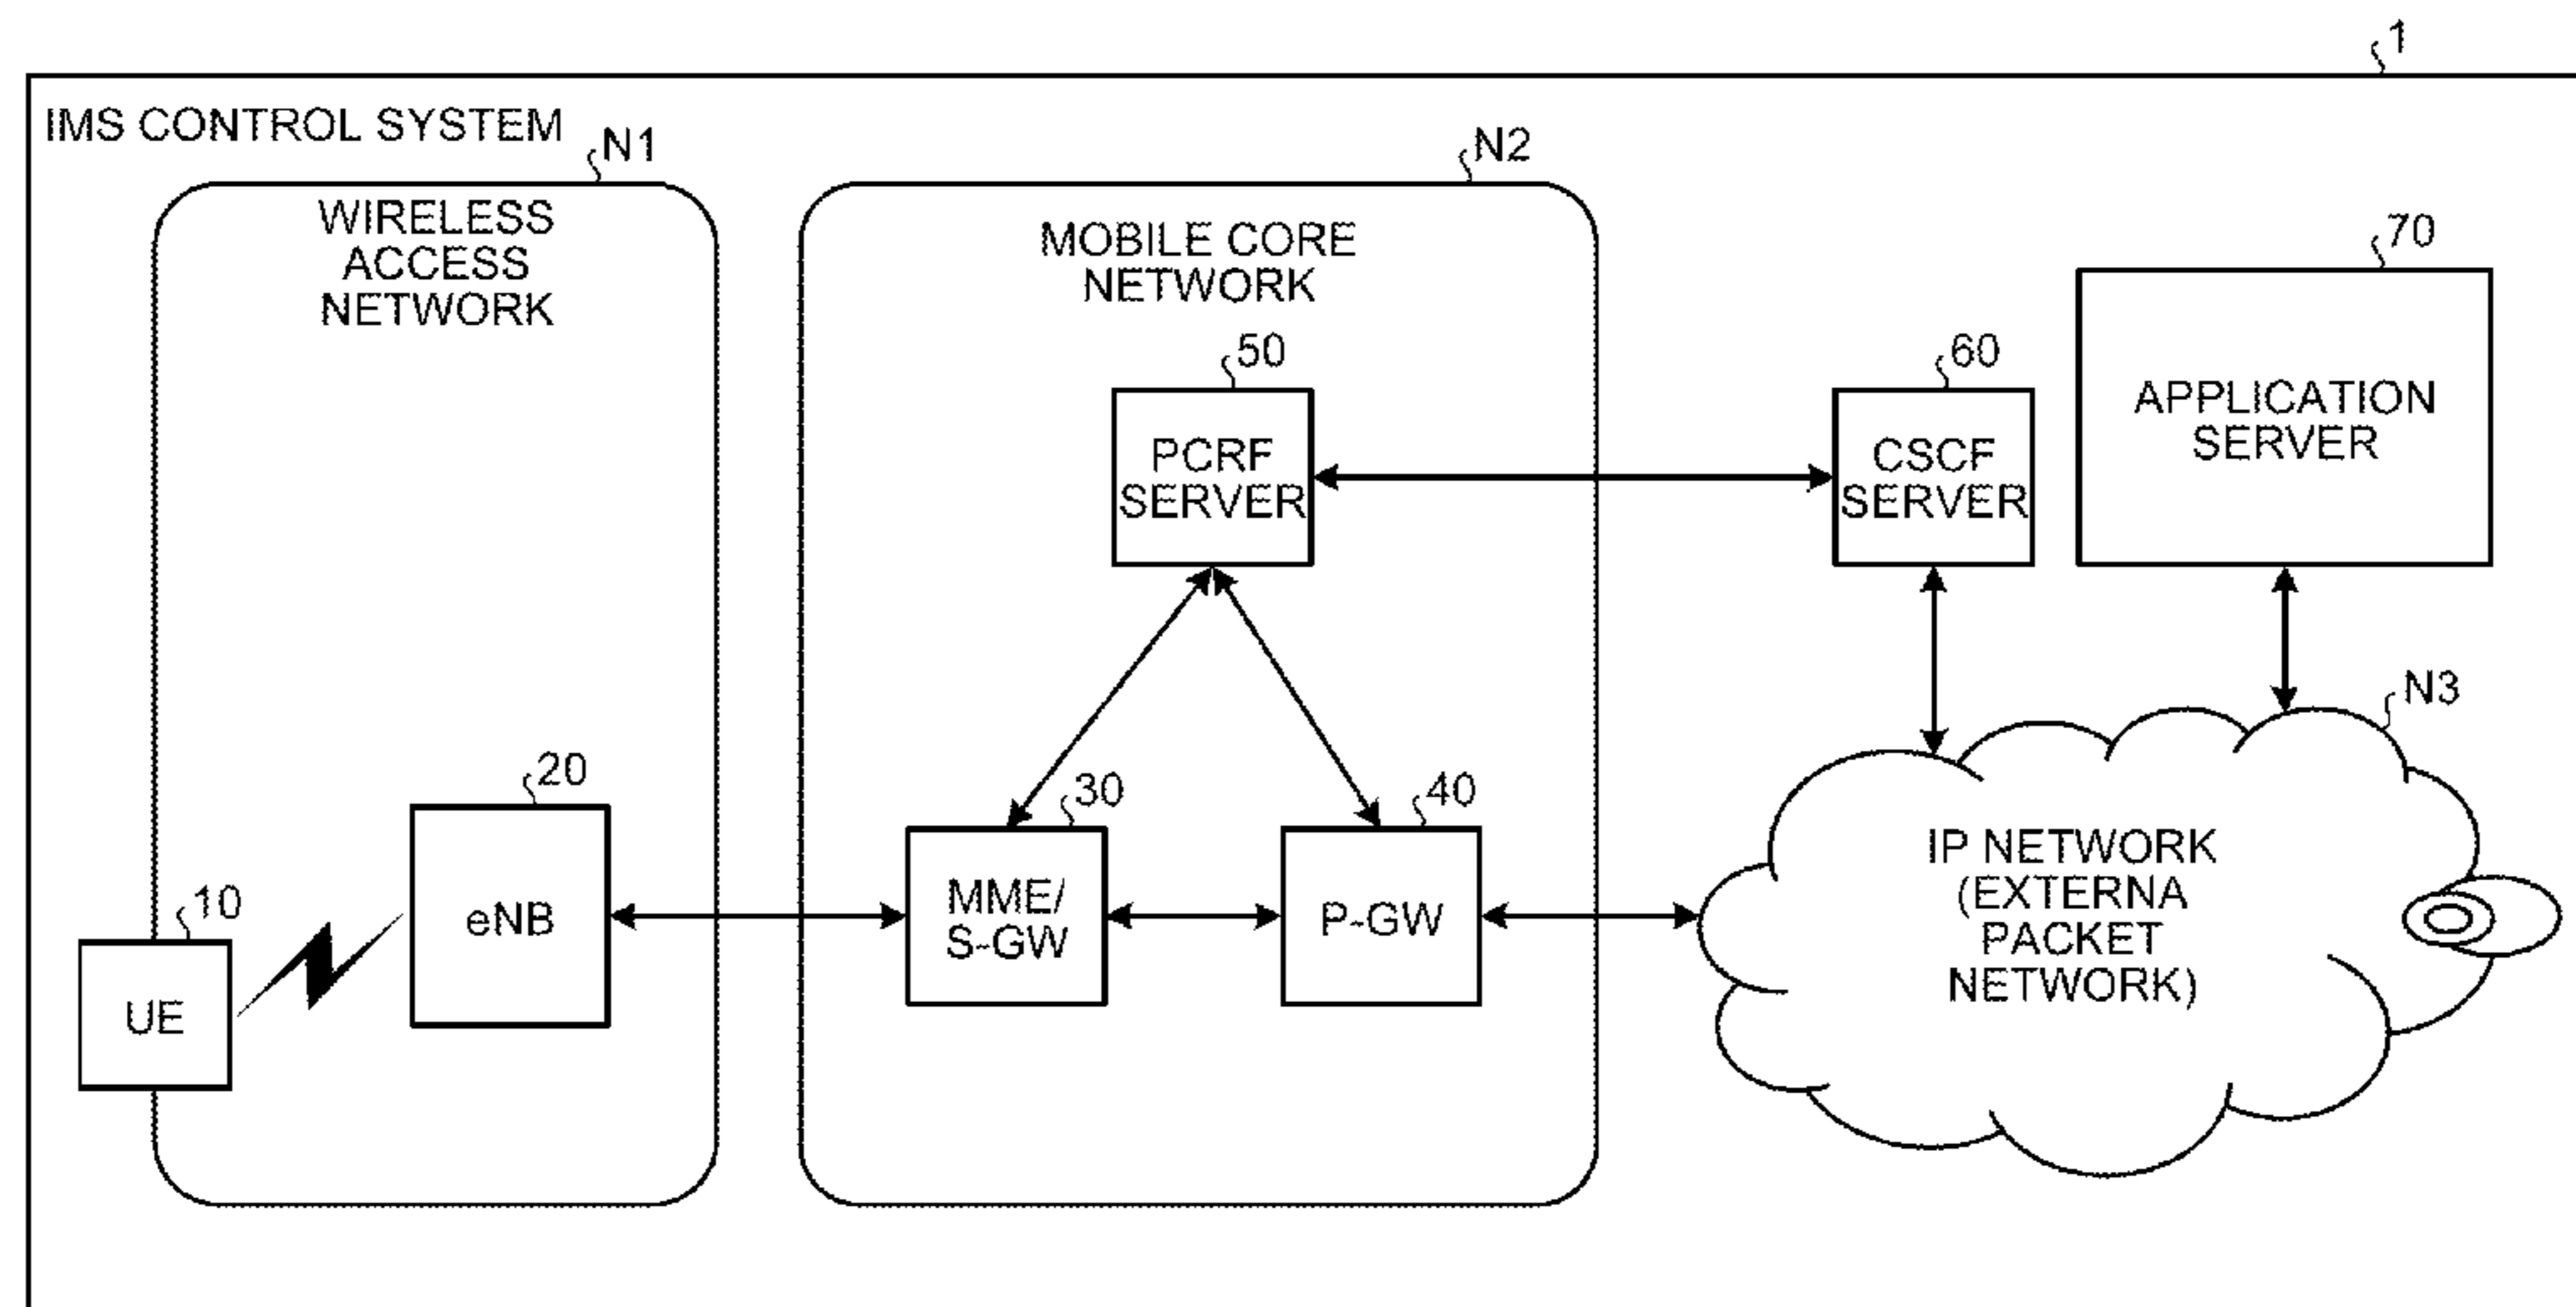 1
IMS CONTROL SYSTEM
N1
N2
WIRELESS
ACCESS
NETWORK
MOBILE CORE
NETWORK
70
APPLICATION
SERVER
50
PCRF
SERVER
60
CSCF
SERVER
N3
20
eNB
30
MME/
S-GW
40
P-GW
10
UE
IP NETWORK
(EXTERNA
PACKET
NETWORK)